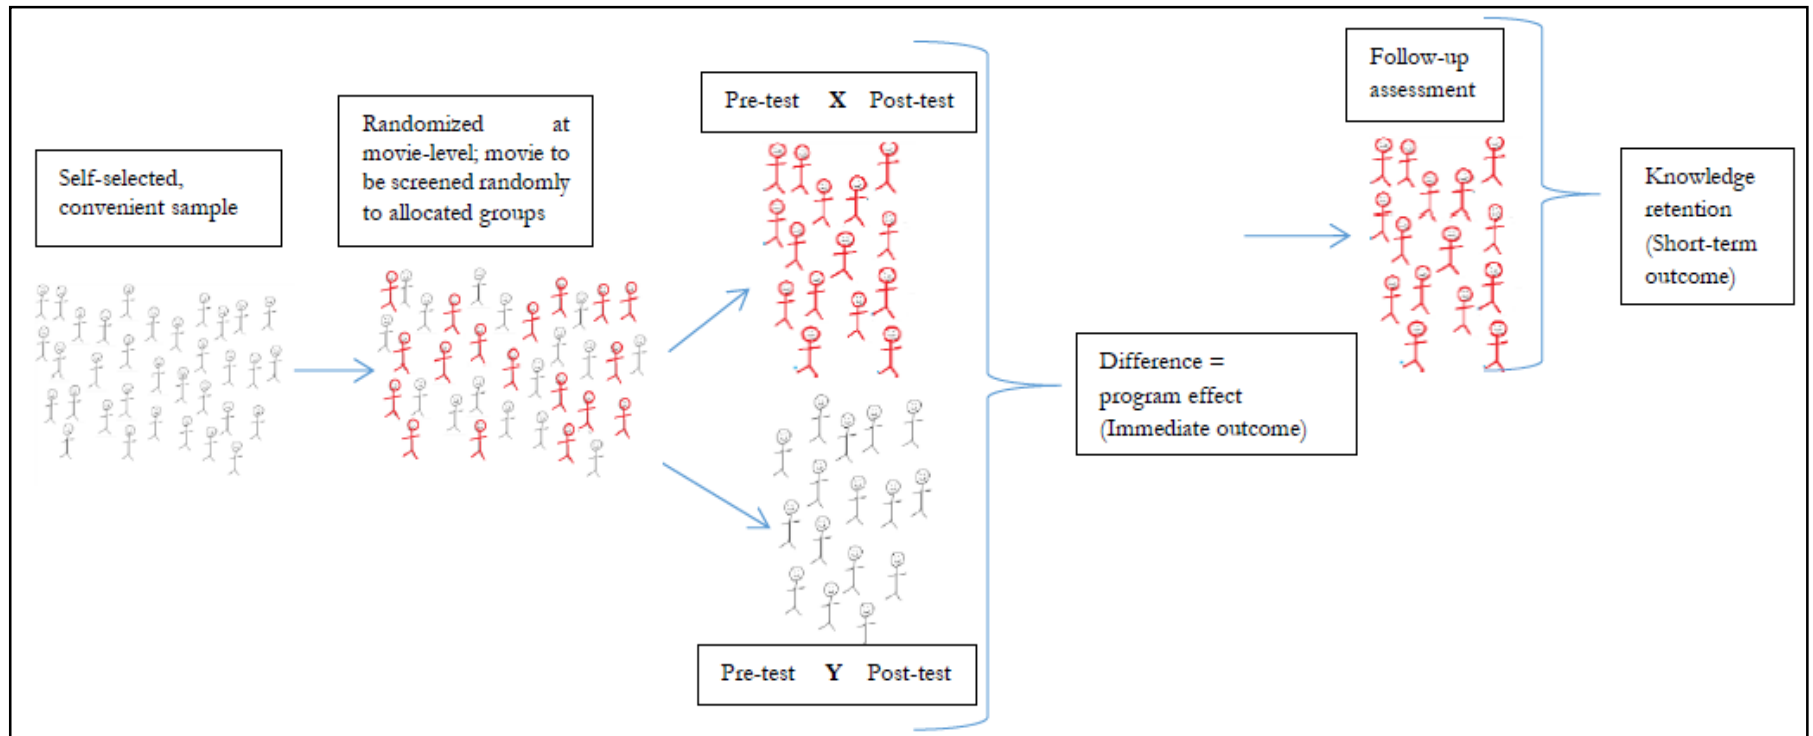 Self-selected,
convenient sample
Randomized at
movie-level; movie to
be screened randomly
to allocated groups
Pre-test X Post-test
Pre-test Y Post-test
Difference =
program effect
(Immediate outcome)
Follow-up
assessment
Knowledge
retention
(Short-term
outcome)